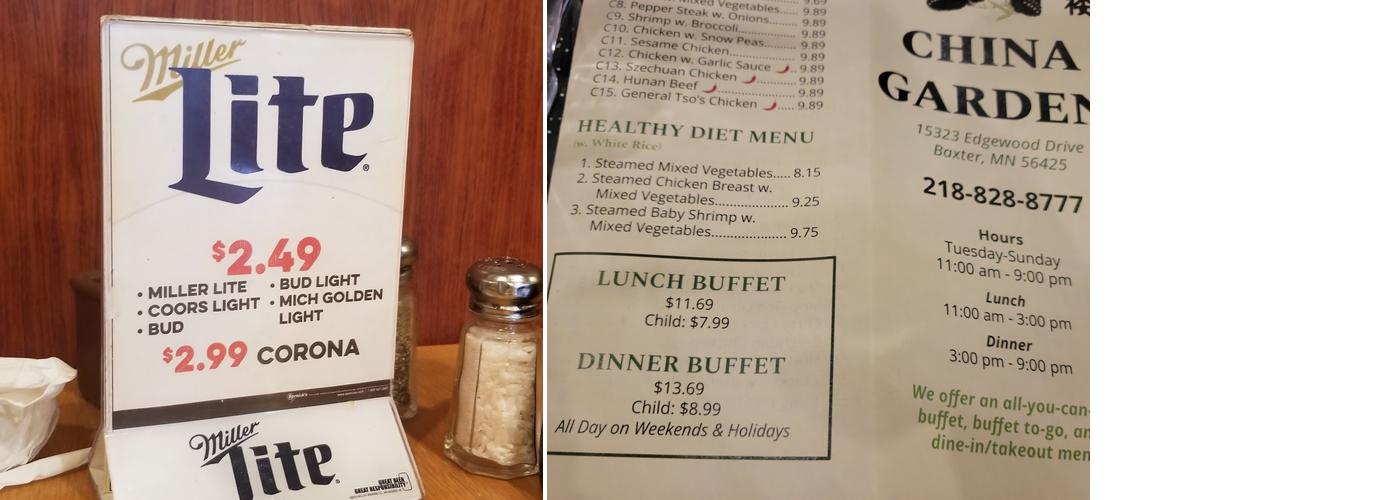 Miller
Lite
$2.49
• MILLER LITE
• COORS LIGHT
• BUD
• BUD LIGHT
• MICH GOLDEN
LIGHT
$2.99 CORONA
Miller
Lite
GREAT BEER
GREAT RESPONSIBILITY
Mixed Vegetables
C8. Pepper Steak w. Onions 9.89
C9. Shrimp w. Broccoli 9.89
C10. Chicken w. Snow Peas 9.89
C11. Sesame Chicken 9.89
C12. Chicken w. Garlic Sauce 9.89
C13. Szechuan Chicken 9.89
C14. Hunan Beef 9.89
C15. General Tso's Chicken 9.89
HEALTHY DIET MENU
(w. White Rice)
1. Steamed Mixed Vegetables..... 8.15
2. Steamed Chicken Breast w.
Mixed Vegetables 9.25
3. Steamed Baby Shrimp w.
Mixed Vegetables 9.75
LUNCH BUFFET
$11.69
Child: $7.99
DINNER BUFFET
$13.69
Child: $8.99
All Day on Weekends & Holidays
CHINA
GARDEN
15323 Edgewood Drive
Baxter, MN 56425
218-828-8777
Hours
Tuesday-Sunday
11:00 am - 9:00 pm
Lunch
11:00 am - 3:00 pm
Dinner
3:00 pm - 9:00 pm
We offer an all-you-can-
buffet, buffet to-go, an
dine-in/takeout men